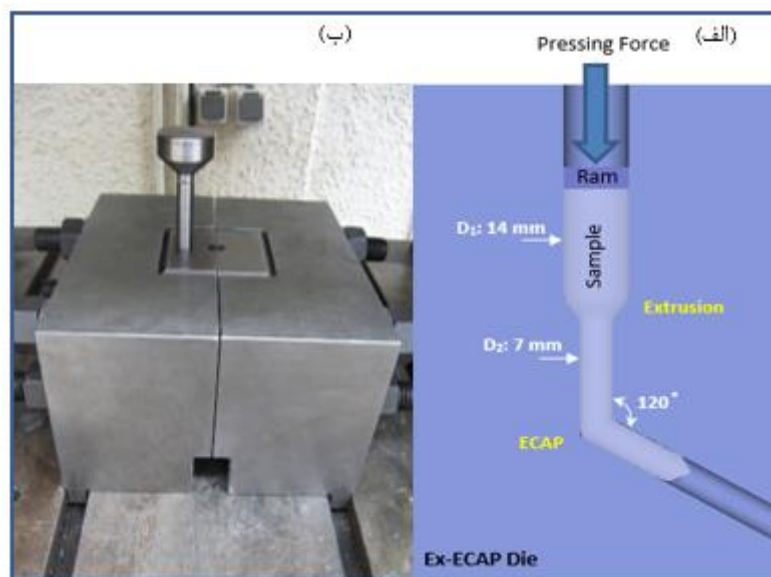 (الف)
(ب)
Pressing Force
Ram
D₁: 14 mm
Sample
Extrusion
D₂: 7 mm
120°
ECAP
Ex-ECAP Die